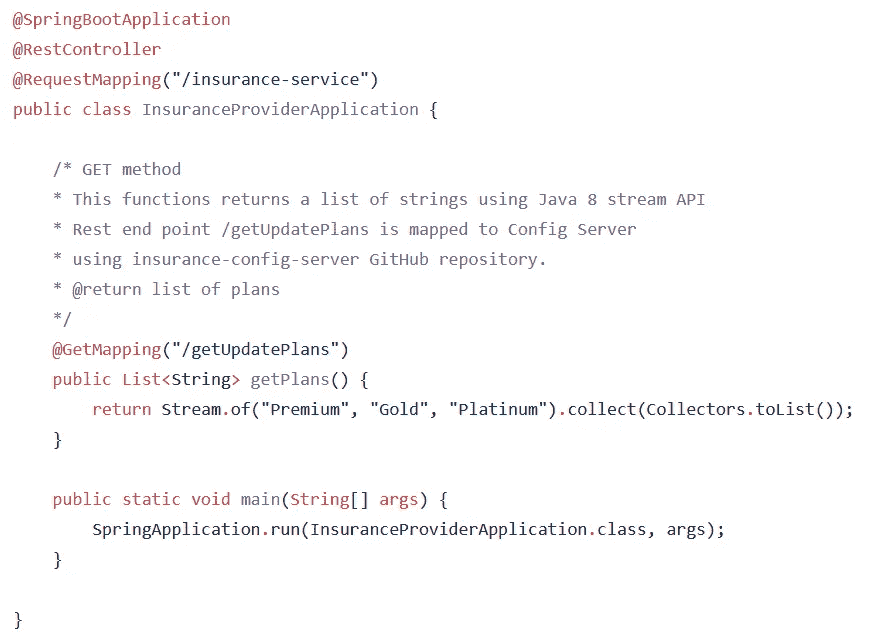 @SpringBootApplication
@RestController
@RequestMapping("/insurance-service")
public class InsuranceProviderApplication {
/* GET method
* This functions returns a list of strings using Java 8 stream API
* Rest end point /getUpdatePlans is mapped to Config Server
* using insurance-config-server GitHub repository.
* @return list of plans
*/
@GetMapping("/getUpdatePlans")
public List<String> getPlans() {
return Stream.of("Premium", "Gold", "Platinum").collect(Collectors.toList());
}
public static void main(String[] args) {
SpringApplication.run(InsuranceProviderApplication.class, args);
}
}